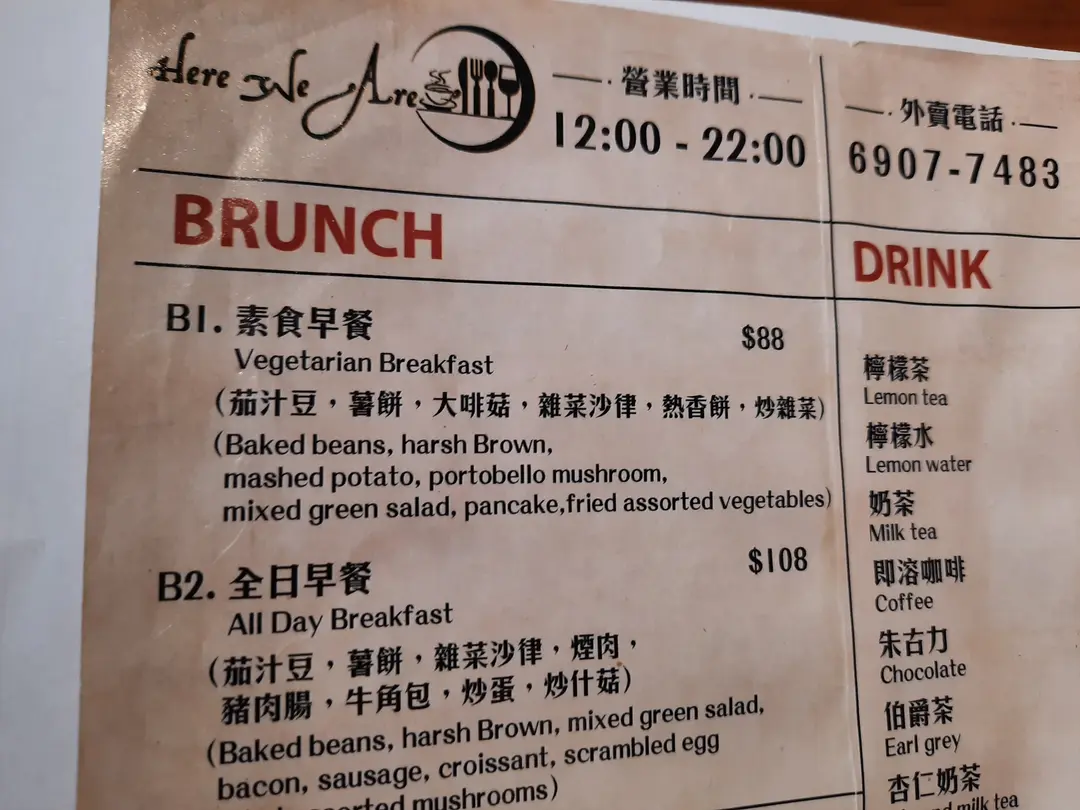 Here We Are
營業時間
12:00 - 22:00
外賣電話
6907-7483
BRUNCH
B1. 素食早餐
$88
Vegetarian Breakfast
(茄汁豆，薯餅，大啡菇，雜菜沙律，熱香餅，炒雜菜)
(Baked beans, harsh Brown,
mashed potato, portobello mushroom,
mixed green salad, pancake,fried assorted vegetables)
B2. 全日早餐
$108
All Day Breakfast
(茄汁豆，薯餅，雜菜沙律，煙肉，
豬肉腸，牛角包，炒蛋，炒什菇)
(Baked beans, harsh Brown, mixed green salad,
bacon, sausage, croissant, scrambled egg
mushrooms)
DRINK
檸檬茶
Lemon tea
檸檬水
Lemon water
奶茶
Milk tea
即溶咖啡
Coffee
朱古力
Chocolate
伯爵茶
Earl grey
杏仁奶茶
milk tea